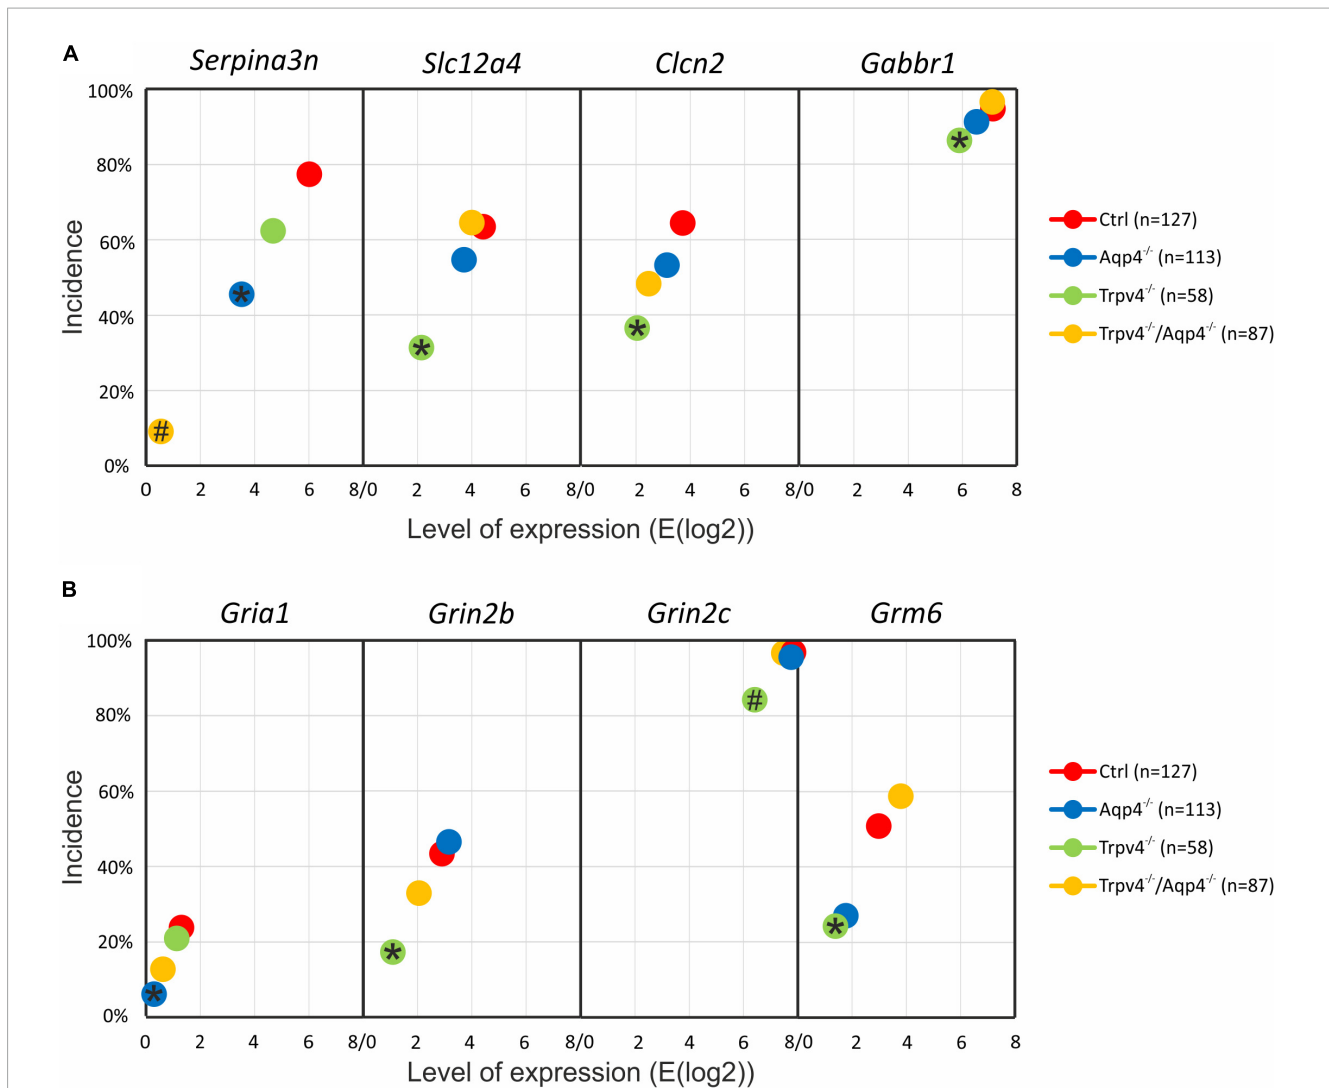 A
Serpina3n Slc12a4 Clcn2 Gabbr1
100%
80%
60%
40%
20%
0%
Incidence
* # * * *
0 2 4 6 8/0 2 4 6 8/0 2 4 6 8/0 2 4 6 8
Level of expression (E(log2))
Ctrl (n=127)
Aqp4-/- (n=113)
Trpv4-/- (n=58)
Trpv4-/-/Aqp4-/- (n=87)
B
Gria1 Grin2b Grin2c Grm6
100%
80%
60%
40%
20%
0%
Incidence
* * # *
0 2 4 6 8/0 2 4 6 8/0 2 4 6 8/0 2 4 6 8
Level of expression (E(log2))
Ctrl (n=127)
Aqp4-/- (n=113)
Trpv4-/- (n=58)
Trpv4-/-/Aqp4-/- (n=87)